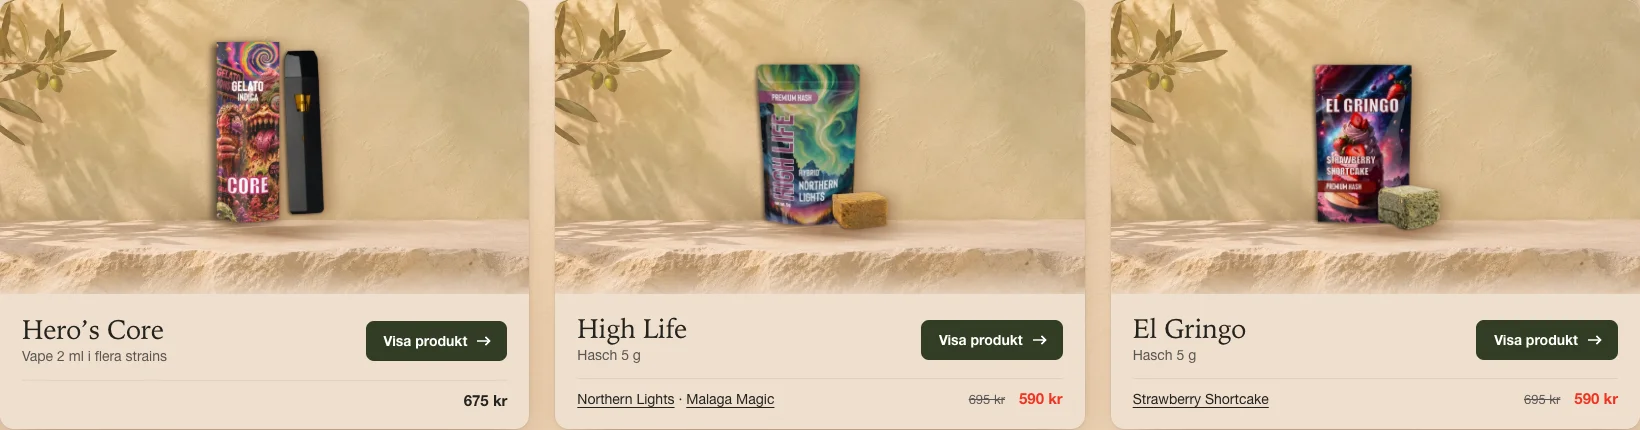 GELATO
INDICA
CORE
PREMIUM HASH
HIGH LIFE
HYBRID
NORTHERN
LIGHTS
EL GRINGO
STRAWBERRY
SHORTCAKE
PREMIUM HASH
Hero’s Core
Vape 2 ml i flera strains
Visa produkt →
675 kr
High Life
Hasch 5 g
Visa produkt →
Northern Lights · Malaga Magic
695 kr 590 kr
El Gringo
Hasch 5 g
Visa produkt →
Strawberry Shortcake
695 kr 590 kr